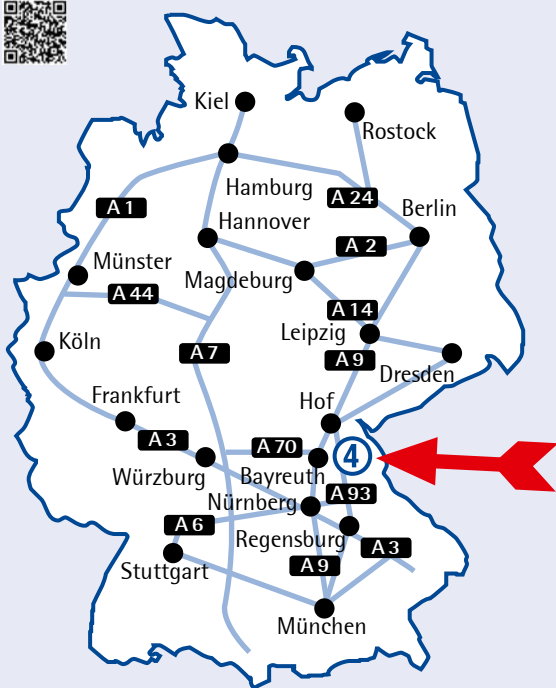 Kiel
Rostock
Hamburg
A 24
A 1
Berlin
Hannover
A 2
Münster
Magdeburg
A 44
A 14
Leipzig
Köln
A 7
A 9
Dresden
Frankfurt
Hof
A 3
A 70
4
Würzburg
Bayreuth
A 93
Nürnberg
A 6
Regensburg
A 3
A 9
Stuttgart
München